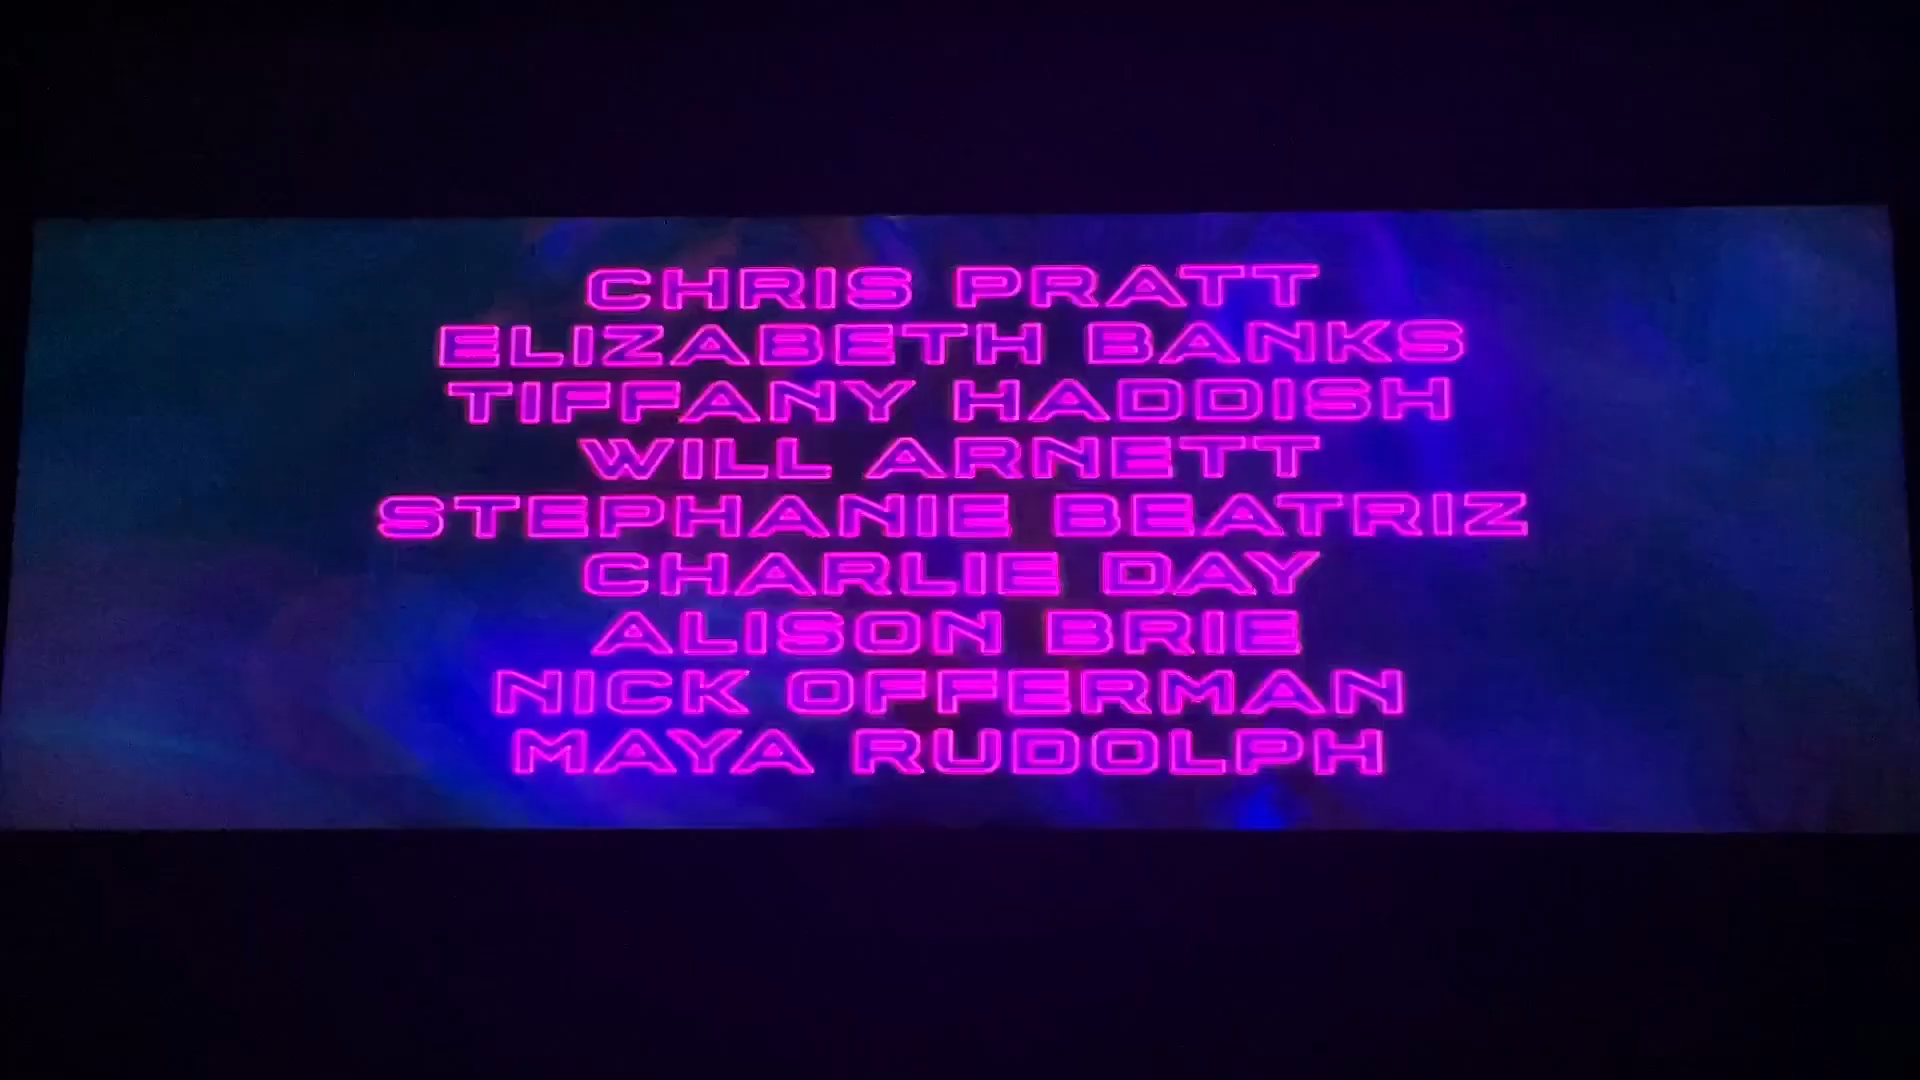 CHRIS PRATT
ELIZABETH BANKS
TIFFANY HADDISH
WILL ARNETT
STEPHANIE BEATRIZ
CHARLIE DAY
ALISON BRIE
NICK OFFERMAN
MAYA RUDOLPH